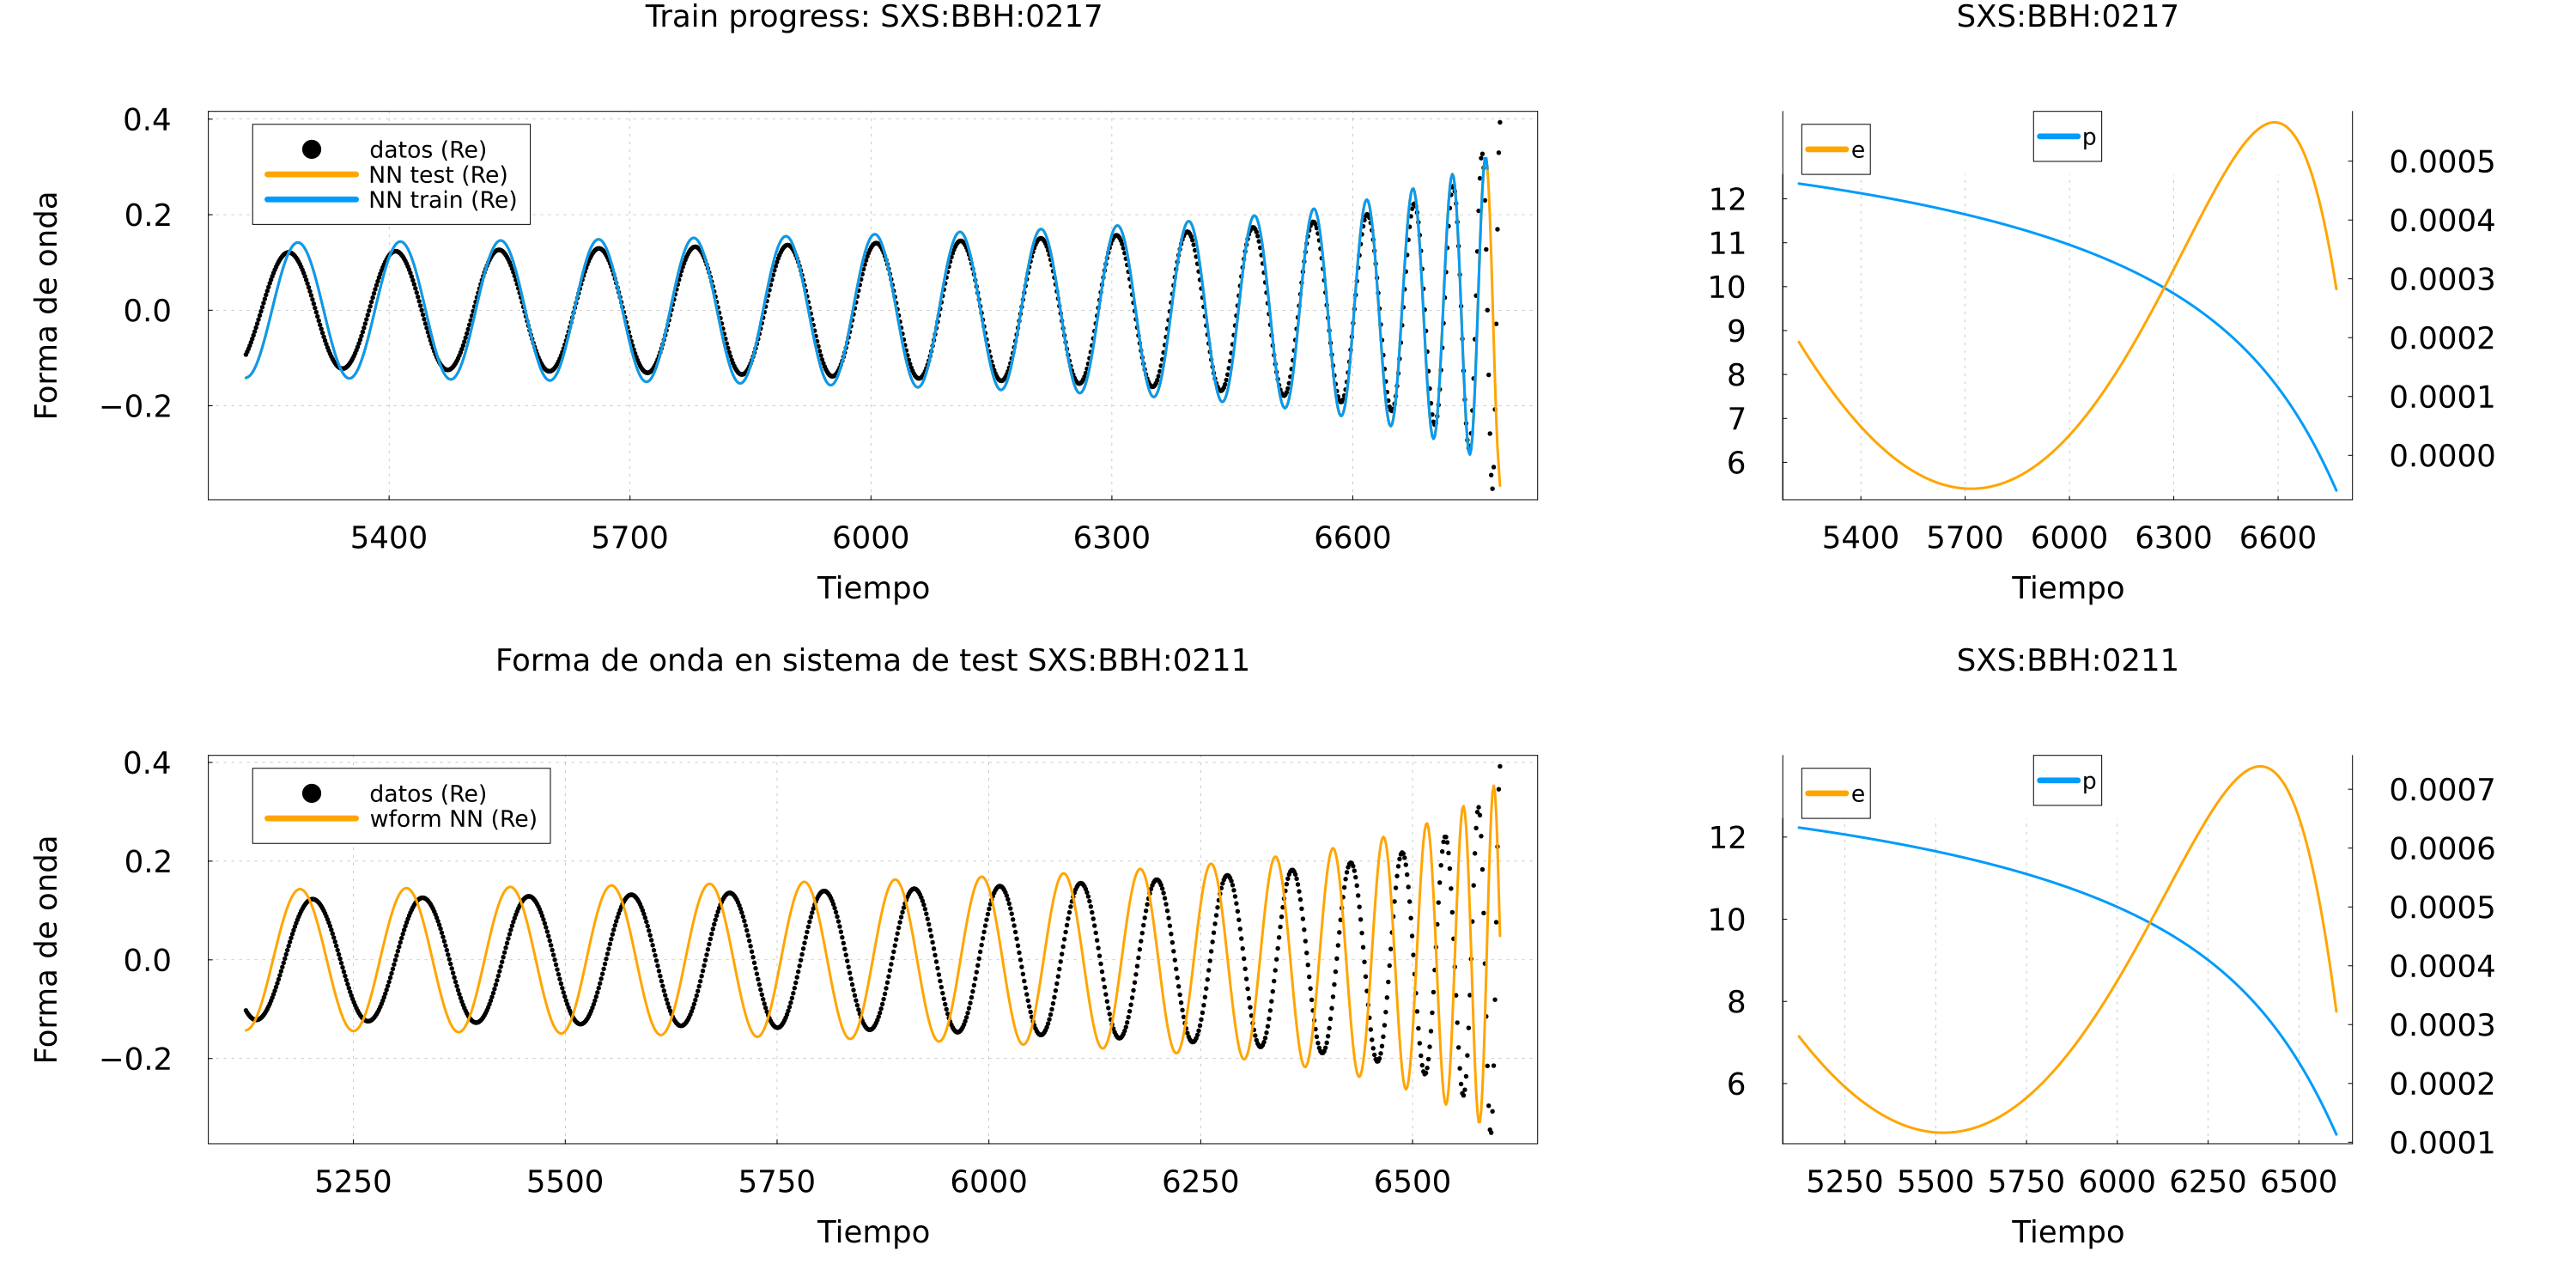 Train progress: SXS:BBH:0217
Forma de onda
0.4
0.2
0.0
−0.2
datos (Re)
NN test (Re)
NN train (Re)
5400 5700 6000 6300 6600
Tiempo
SXS:BBH:0217
e
p
12
11
10
9
8
7
6
0.0005
0.0004
0.0003
0.0002
0.0001
0.0000
5400 5700 6000 6300 6600
Tiempo
Forma de onda en sistema de test SXS:BBH:0211
Forma de onda
0.4
0.2
0.0
−0.2
datos (Re)
wform NN (Re)
5250 5500 5750 6000 6250 6500
Tiempo
SXS:BBH:0211
e
p
12
10
8
6
0.0007
0.0006
0.0005
0.0004
0.0003
0.0002
0.0001
5250 5500 5750 6000 6250 6500
Tiempo